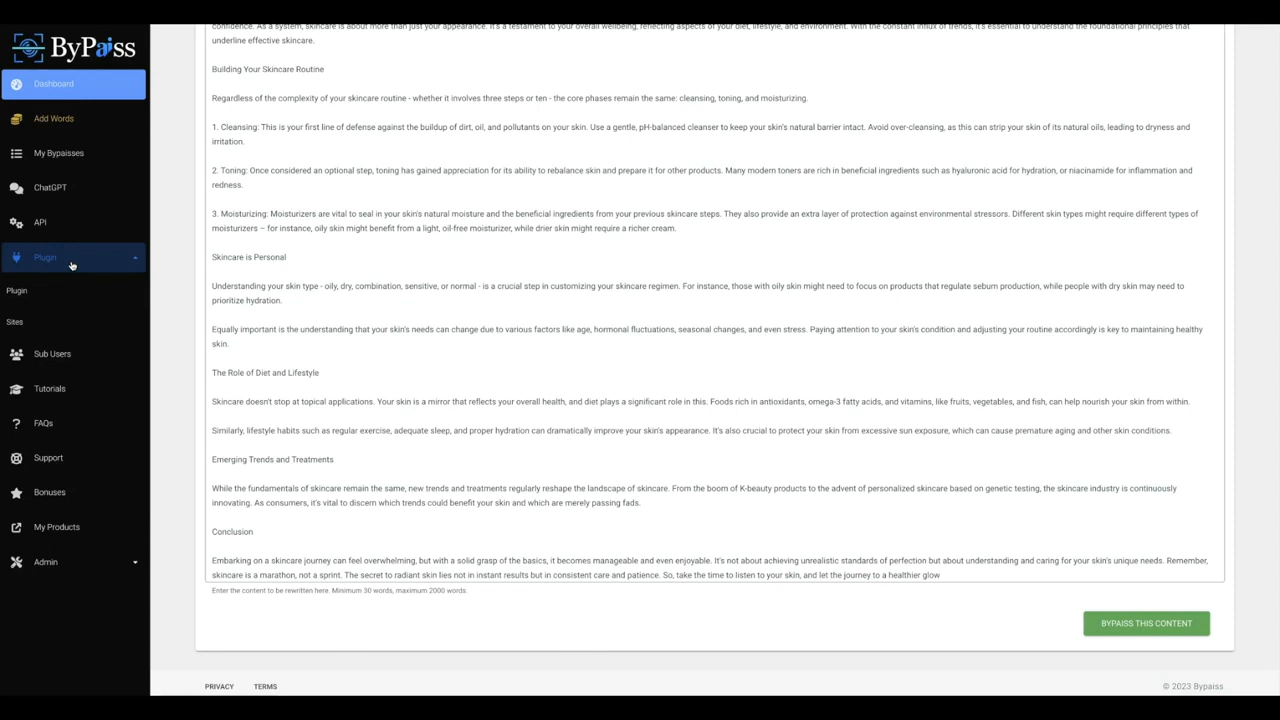 ByPaiss
Dashboard
Add Words
My Bypaisses
ChatGPT
API
Plugin
Plugin
Sites
Sub Users
Tutorials
FAQs
Support
Bonuses
My Products
Admin
confidence. As a system, skincare is about more than just your appearance. It's a testament to your overall wellbeing, reflecting aspects of your diet, lifestyle, and environment. With the constant influx of trends, it's essential to understand the foundational principles that
underline effective skincare.
Building Your Skincare Routine
Regardless of the complexity of your skincare routine - whether it involves three steps or ten - the core phases remain the same: cleansing, toning, and moisturizing.
1. Cleansing: This is your first line of defense against the buildup of dirt, oil, and pollutants on your skin. Use a gentle, pH-balanced cleanser to keep your skin's natural barrier intact. Avoid over-cleansing, as this can strip your skin of its natural oils, leading to dryness and
irritation.
2. Toning: Once considered an optional step, toning has gained appreciation for its ability to rebalance skin and prepare it for other products. Many modern toners are rich in beneficial ingredients such as hyaluronic acid for hydration, or niacinamide for inflammation and
redness.
3. Moisturizing: Moisturizers are vital to seal in your skin's natural moisture and the beneficial ingredients from your previous skincare steps. They also provide an extra layer of protection against environmental stressors. Different skin types might require different types of
moisturizers – for instance, oily skin might benefit from a light, oil-free moisturizer, while drier skin might require a richer cream.
Skincare is Personal
Understanding your skin type - oily, dry, combination, sensitive, or normal - is a crucial step in customizing your skincare regimen. For instance, those with oily skin might need to focus on products that regulate sebum production, while people with dry skin may need to
prioritize hydration.
Equally important is the understanding that your skin's needs can change due to various factors like age, hormonal fluctuations, seasonal changes, and even stress. Paying attention to your skin's condition and adjusting your routine accordingly is key to maintaining healthy
skin.
The Role of Diet and Lifestyle
Skincare doesn't stop at topical applications. Your skin is a mirror that reflects your overall health, and diet plays a significant role in this. Foods rich in antioxidants, omega-3 fatty acids, and vitamins, like fruits, vegetables, and fish, can help nourish your skin from within.
Similarly, lifestyle habits such as regular exercise, adequate sleep, and proper hydration can dramatically improve your skin's appearance. It's also crucial to protect your skin from excessive sun exposure, which can cause premature aging and other skin conditions.
Emerging Trends and Treatments
While the fundamentals of skincare remain the same, new trends and treatments regularly reshape the landscape of skincare. From the boom of K-beauty products to the advent of personalized skincare based on genetic testing, the skincare industry is continuously
innovating. As consumers, it's vital to discern which trends could benefit your skin and which are merely passing fads.
Conclusion
Embarking on a skincare journey can feel overwhelming, but with a solid grasp of the basics, it becomes manageable and even enjoyable. It's not about achieving unrealistic standards of perfection but about understanding and caring for your skin's unique needs. Remember,
skincare is a marathon, not a sprint. The secret to radiant skin lies not in instant results but in consistent care and patience. So, take the time to listen to your skin, and let the journey to a healthier glow
Enter the content to be rewritten here. Minimum 30 words, maximum 2000 words.
BYPAISS THIS CONTENT
PRIVACY TERMS © 2023 Bypaiss